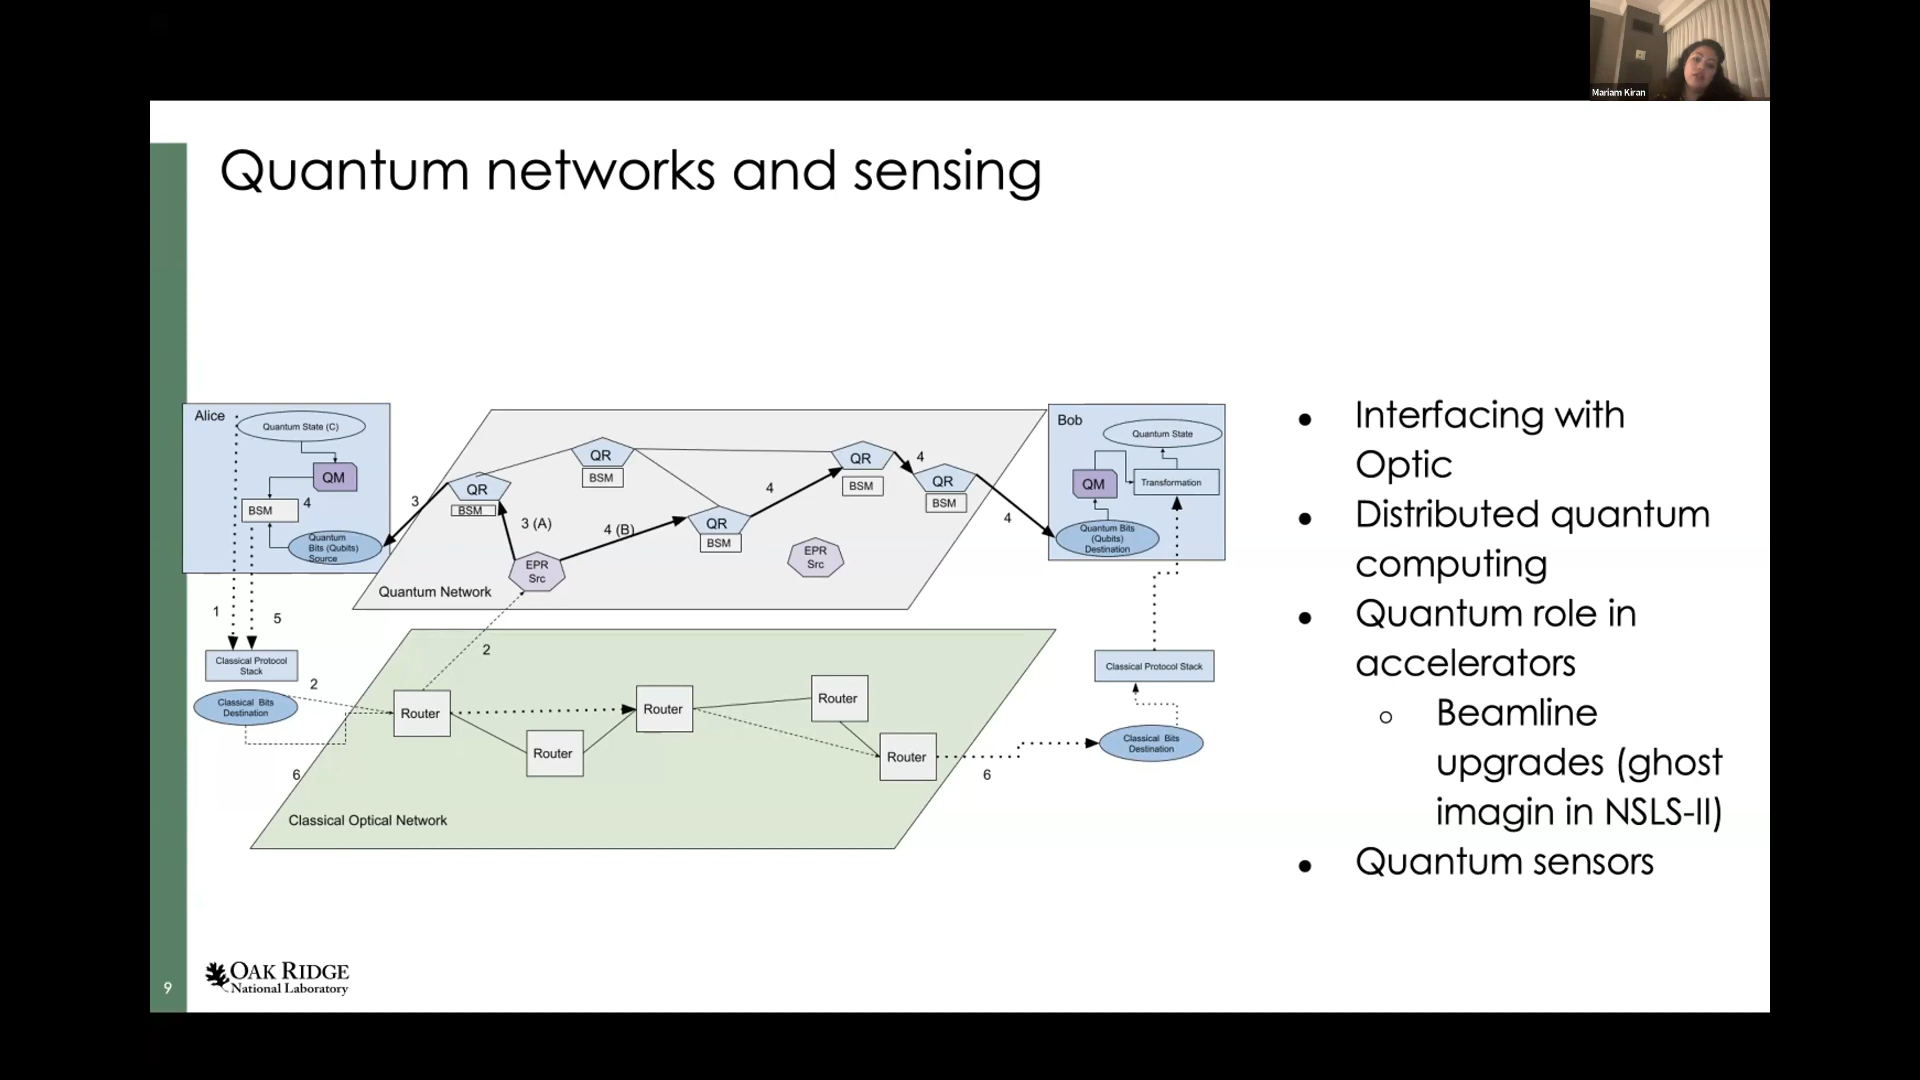 Mariam Kiran
Quantum networks and sensing
Alice
Quantum State (C)
QM
BSM
4
Quantum
Bits (Qubits)
Source
1
5
Classical Protocol
Stack
2
Classical Bits
Destination
6
3
QR
BSM
QR
BSM
3 (A)
4 (B)
EPR
Src
QR
BSM
4
QR
BSM
4
QR
BSM
EPR
Src
4
Quantum Network
2
Router
Router
Router
Router
Router
Classical Optical Network
6
Bob
Quantum State
QM
Transformation
Quantum Bits
(Qubits)
Destination
Classical Protocol Stack
Classical Bits
Destination
● Interfacing with
Optic
● Distributed quantum
computing
● Quantum role in
accelerators
○ Beamline
upgrades (ghost
imagin in NSLS-II)
● Quantum sensors
OAK RIDGE
National Laboratory
9